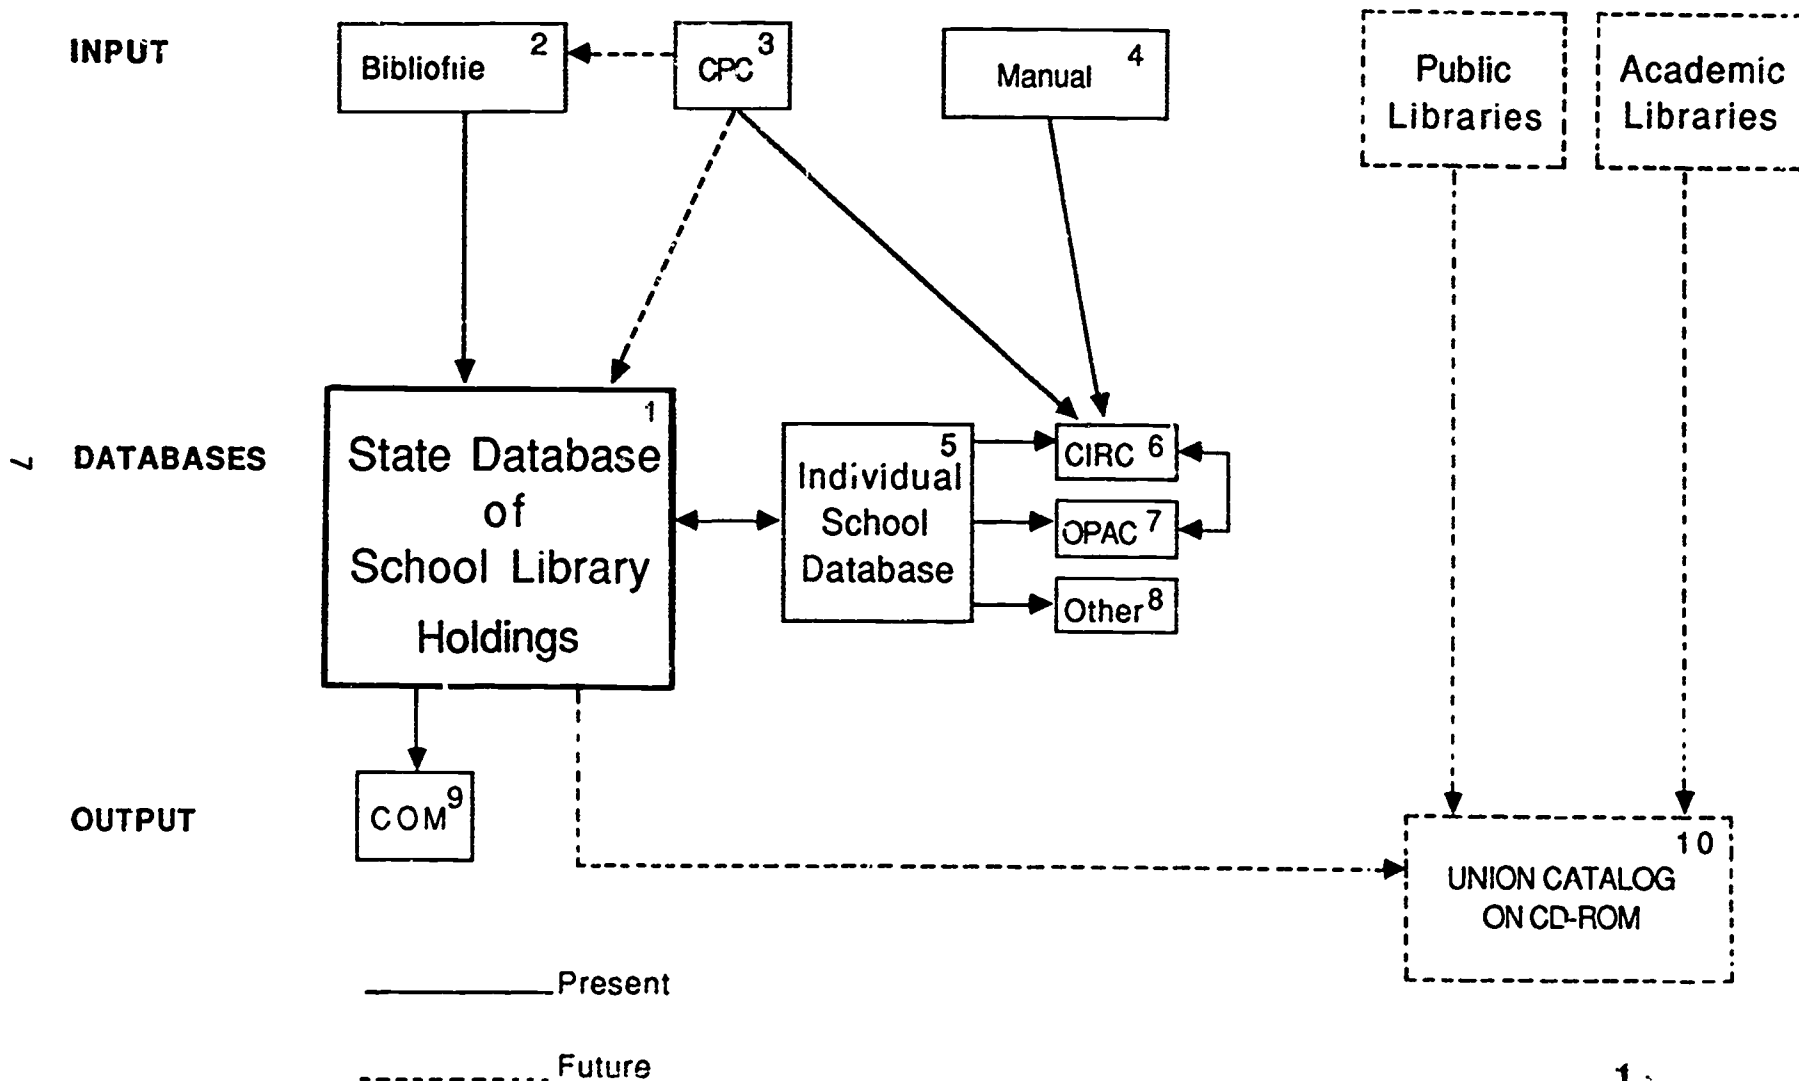 INPUT
Bibliofile 2
CPC 3
Manual 4
Public
Libraries
Academic
Libraries
7
DATABASES
1
State Database
of
School Library
Holdings
5
Individual
School
Database
CIRC 6
OPAC 7
Other 8
OUTPUT
COM 9
10
UNION CATALOG
ON CD-ROM
Present
Future